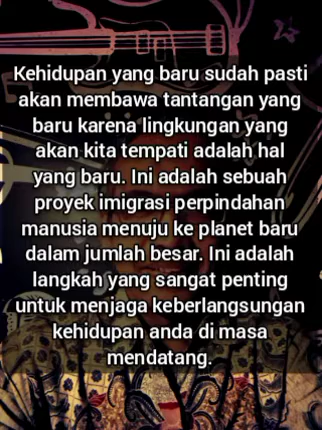 Kehidupan yang baru sudah pasti
akan membawa tantangan yang
baru karena lingkungan yang
akan kita tempati adalah hal
yang baru. Ini adalah sebuah
proyek imigrasi perpindahan
manusia menuju ke planet baru
dalam jumlah besar. Ini adalah
langkah yang sangat penting
untuk menjaga keberlangsungan
kehidupan anda di masa
mendatang.